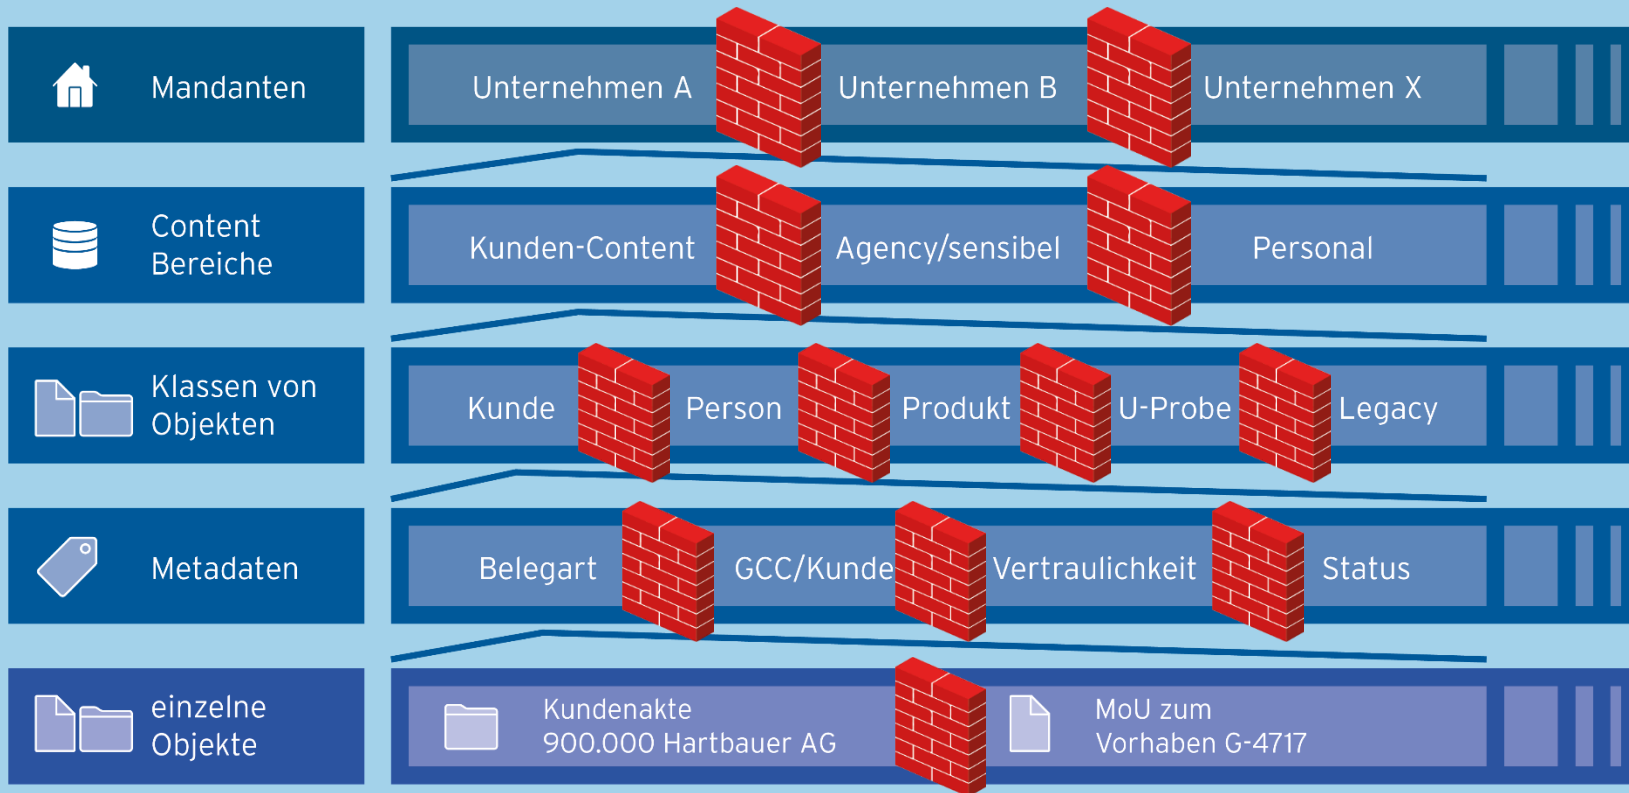 Mandanten
Unternehmen A
Unternehmen B
Unternehmen X
Content
Bereiche
Kunden-Content
Agency/sensibel
Personal
Klassen von
Objekten
Kunde
Person
Produkt
U-Probe
Legacy
Metadaten
Belegart
GCC/Kunde
Vertraulichkeit
Status
einzelne
Objekte
Kundenakte
900.000 Hartbauer AG
MoU zum
Vorhaben G-4717